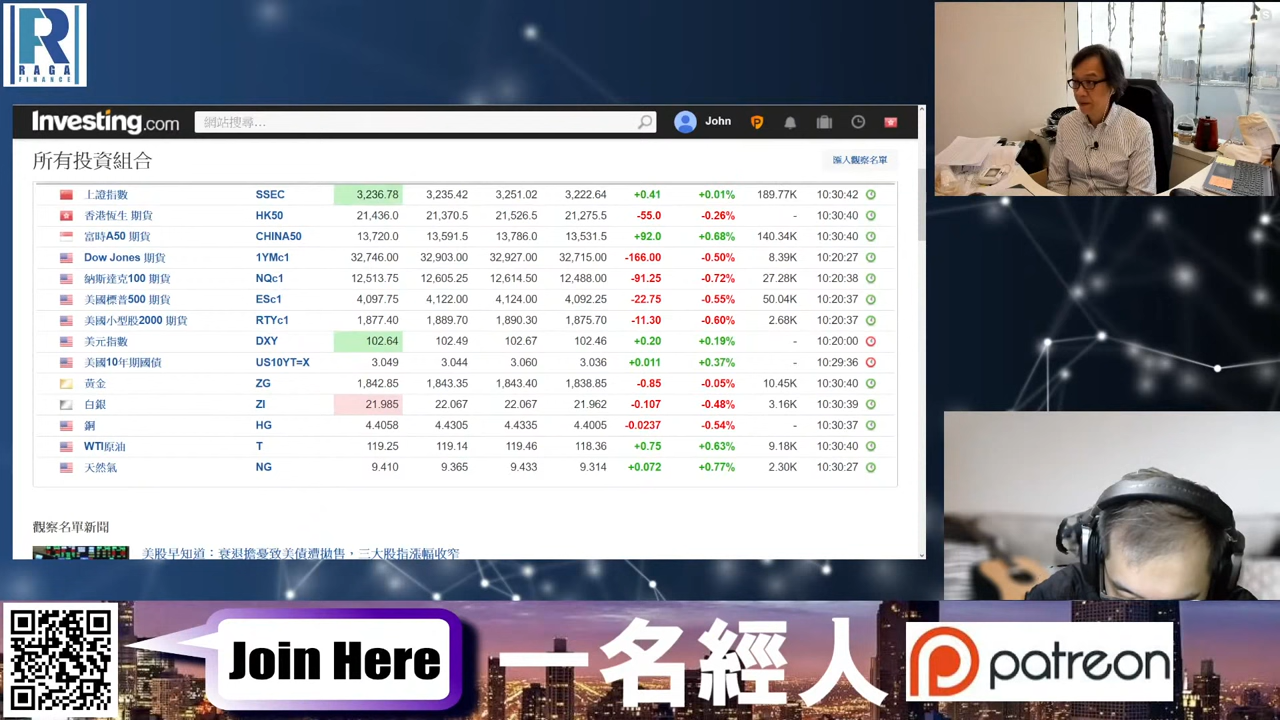 RAGA
FINANCE
Investing.com 網站搜尋... John
所有投資組合 匯入觀察名單
上證指數 SSEC 3,236.78 3,235.42 3,251.02 3,222.64 +0.41 +0.01% 189.77K 10:30:42
香港恆生 期貨 HK50 21,436.0 21,370.5 21,526.5 21,275.5 -55.0 -0.26% - 10:30:40
富時A50 期貨 CHINA50 13,720.0 13,591.5 13,786.0 13,531.5 +92.0 +0.68% 140.34K 10:30:40
Dow Jones 期貨 1YMc1 32,746.00 32,903.00 32,927.00 32,715.00 -166.00 -0.50% 8.39K 10:20:27
納斯達克100 期貨 NQc1 12,513.75 12,605.25 12,614.50 12,488.00 -91.25 -0.72% 27.28K 10:20:38
美國標普500 期貨 ESc1 4,097.75 4,122.00 4,124.00 4,092.25 -22.75 -0.55% 50.04K 10:20:37
美國小型股2000 期貨 RTYc1 1,877.40 1,889.70 1,890.30 1,875.70 -11.30 -0.60% 2.68K 10:20:37
美元指數 DXY 102.64 102.49 102.67 102.46 +0.20 +0.19% - 10:20:00
美國10年期國債 US10YT=X 3.049 3.044 3.060 3.036 +0.011 +0.37% - 10:29:36
黃金 ZG 1,842.85 1,843.35 1,843.40 1,838.85 -0.85 -0.05% 10.45K 10:30:40
白銀 ZI 21.985 22.067 22.067 21.962 -0.107 -0.48% 3.16K 10:30:39
銅 HG 4.4058 4.4305 4.4335 4.4005 -0.0237 -0.54% - 10:30:37
WTI原油 T 119.25 119.14 119.46 118.36 +0.75 +0.63% 9.18K 10:30:40
天然氣 NG 9.410 9.365 9.433 9.314 +0.072 +0.77% 2.30K 10:30:27
觀察名單新聞
美股早知道：衰退擔憂致美債遭拋售，三大股指漲幅收窄
Join Here 一名經人 patreon